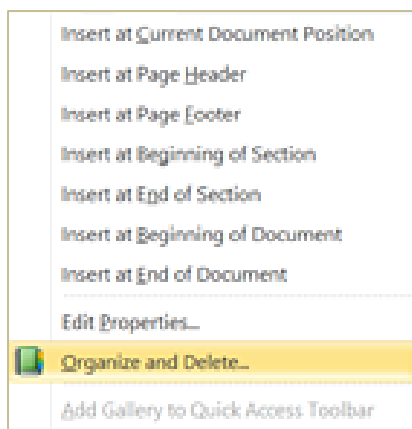 Insert at Current Document Position
Insert at Page Header
Insert at Page Footer
Insert at Beginning of Section
Insert at End of Section
Insert at Beginning of Document
Insert at End of Document
Edit Properties...
Organize and Delete...
Add Gallery to Quick Access Toolbar